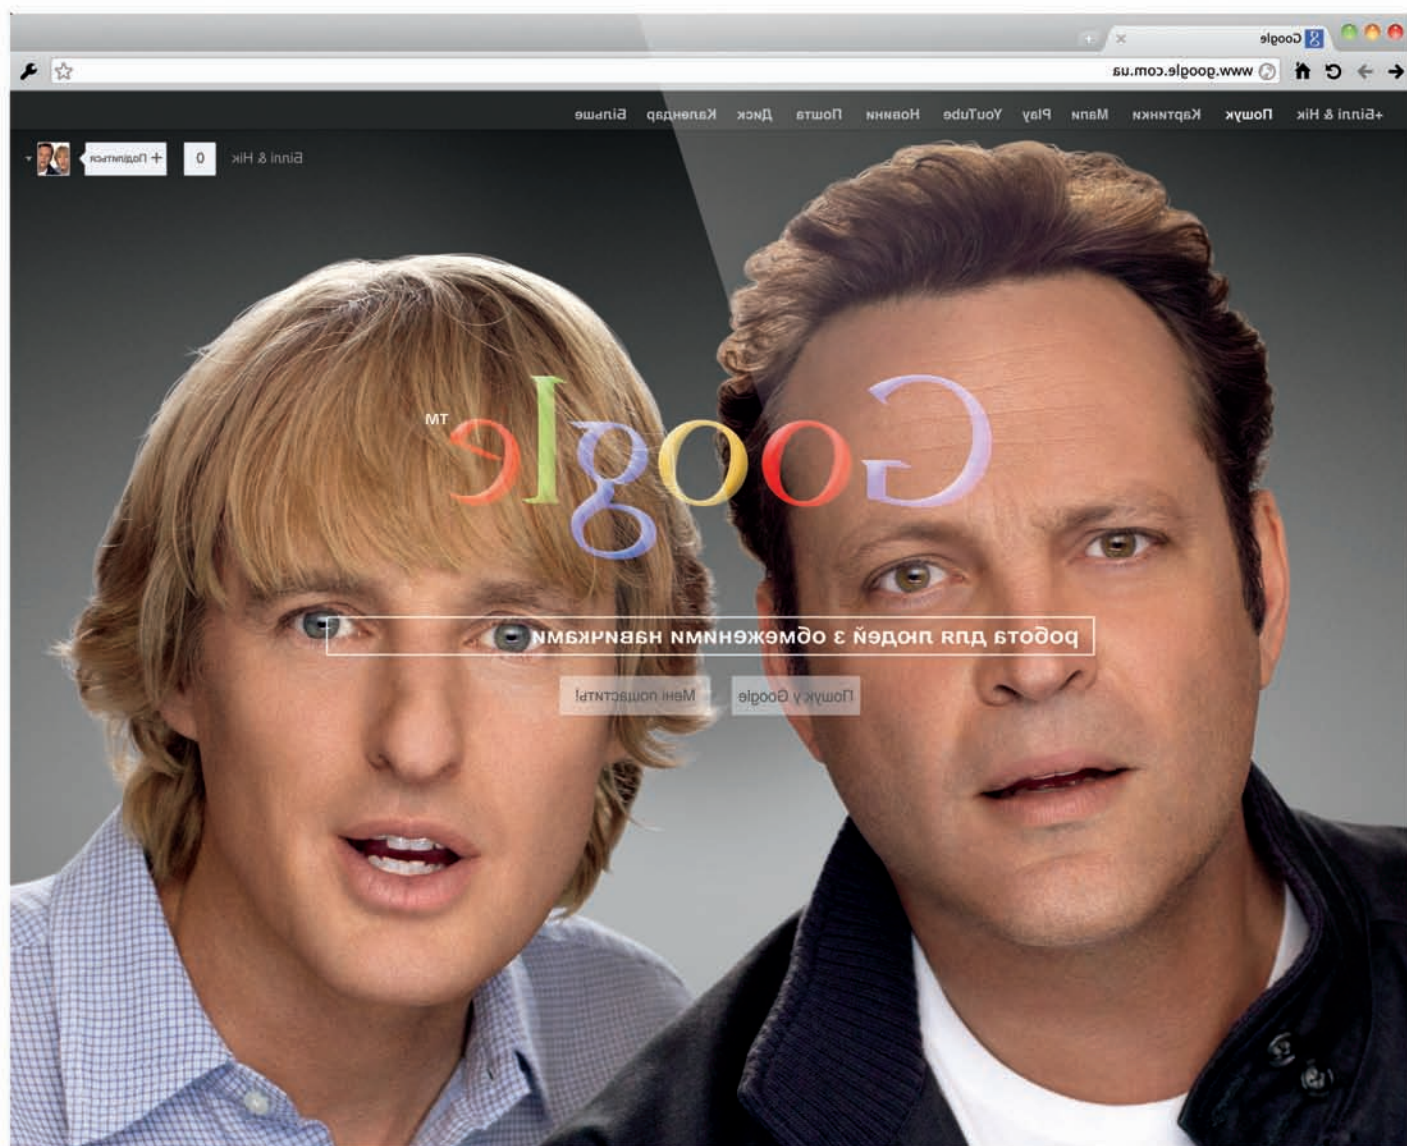 Google
www.google.com.ua
+Біллі & Нік Пошук Картинки Мапи Play YouTube Новини Пошта Диск Календар Більше
Біллі & Нік 0 + Поділитися
Google™
робота для людей з обмеженими навичками
Пошук у Google Мені пощастить!